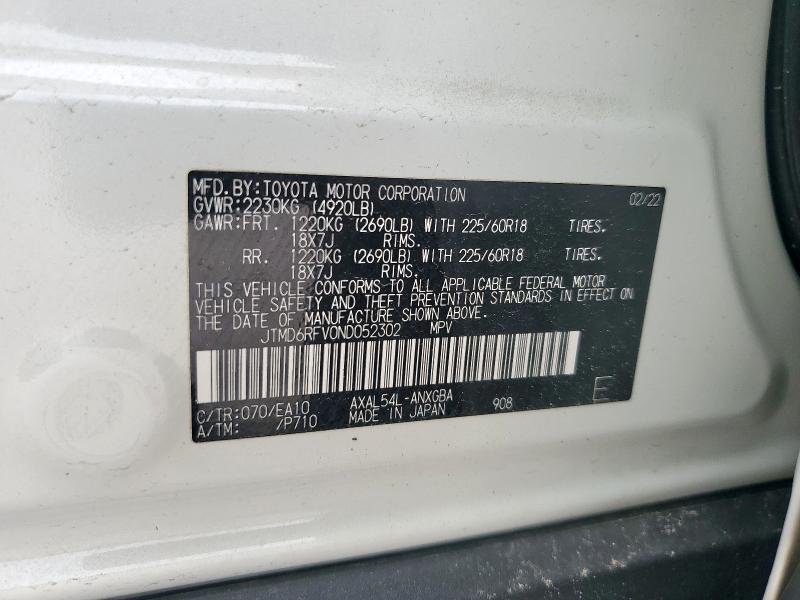 MFD.BY:TOYOTA MOTOR CORPORATION 02/22
GVWR:2230KG (4920LB)
GAWR:FRT. 1220KG (2690LB) WITH 225/60R18 TIRES.
18X7J RIMS.
RR. 1220KG (2690LB) WITH 225/60R18 TIRES.
18X7J RIMS.
THIS VEHICLE CONFORMS TO ALL APPLICABLE FEDERAL MOTOR
VEHICLE SAFETY AND THEFT PREVENTION STANDARDS IN EFFECT ON
THE DATE OF MANUFACTURE SHOWN ABOVE.
JTMD6RFV0ND052302 MPV
C/TR:070/EA10 AXAL54L-ANXGBA 908 E
A/TM: /P710 MADE IN JAPAN